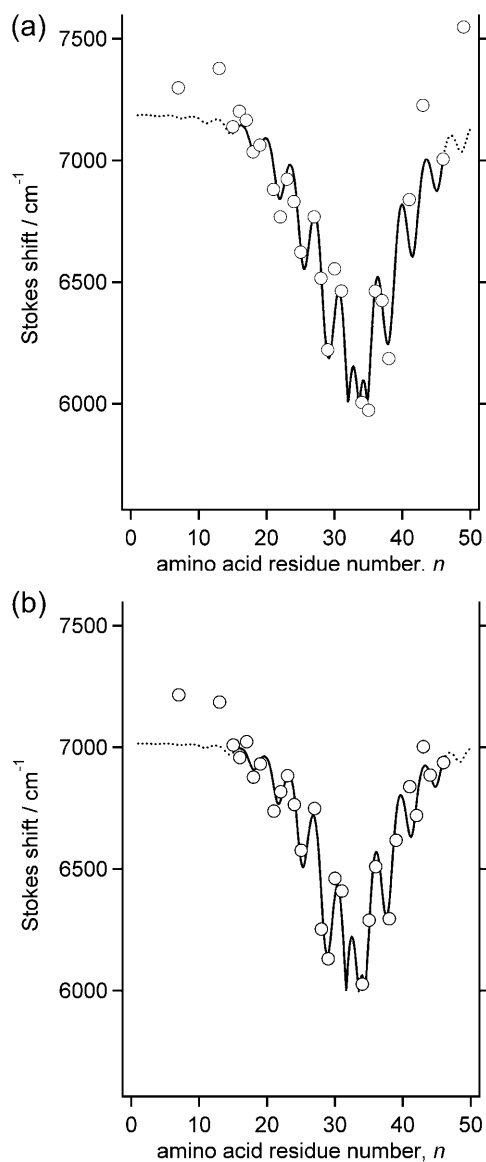 (a)
7500
7000
6500
6000
Stokes shift / cm-1
0 10 20 30 40 50
amino acid residue number. n
(b)
7500
7000
6500
6000
Stokes shift / cm-1
0 10 20 30 40 50
amino acid residue number, n